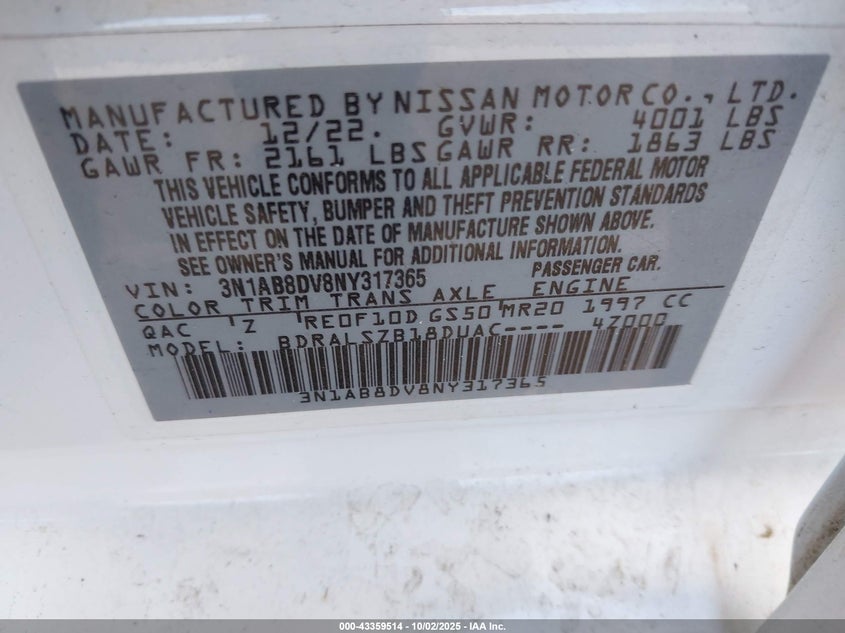 MANUFACTURED BY NISSAN MOTOR CO., LTD.
DATE: 12/22. GVWR: 4001 LBS
GAWR FR: 2161 LBS GAWR RR: 1863 LBS
THIS VEHICLE CONFORMS TO ALL APPLICABLE FEDERAL MOTOR
VEHICLE SAFETY, BUMPER AND THEFT PREVENTION STANDARDS
IN EFFECT ON THE DATE OF MANUFACTURE SHOWN ABOVE.
SEE OWNER'S MANUAL FOR ADDITIONAL INFORMATION.
VIN: 3N1AB8DV8NY317365 PASSENGER CAR.
COLOR TRIM TRANS AXLE ENGINE
QAC Z RE0F10D GS50 MR20 1997 CC
MODEL: BDRALSZB18DUAC---- 4Z000
3N1AB8DV8NY317365
000-43359514 - 10/02/2025 - IAA Inc.